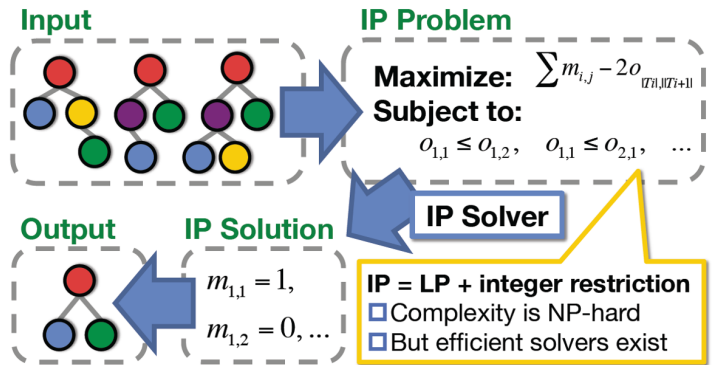 Input
IP Problem
Maximize: ∑ m_{i,j} − 2o_{|Ti|,|Ti+1|}
Subject to:
o_{1,1} ≤ o_{1,2}, o_{1,1} ≤ o_{2,1}, ...
IP Solver
Output
IP Solution
m_{1,1} = 1,
m_{1,2} = 0, ...
IP = LP + integer restriction
Complexity is NP-hard
But efficient solvers exist